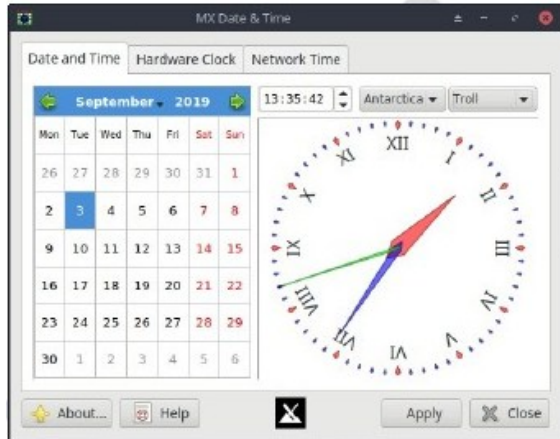 MX Date & Time
Date and Time Hardware Clock Network Time
September 2019
13:35:42 Antarctica Troll
Mon Tue Wed Thu Fri Sat Sun
26 27 28 29 30 31 1
2 3 4 5 6 7 8
9 10 11 12 13 14 15
16 17 18 19 20 21 22
23 24 25 26 27 28 29
30 1 2 3 4 5 6
XII
I
II
III
IV
V
VI
VII
VIII
IX
X
XI
About... Help Apply Close